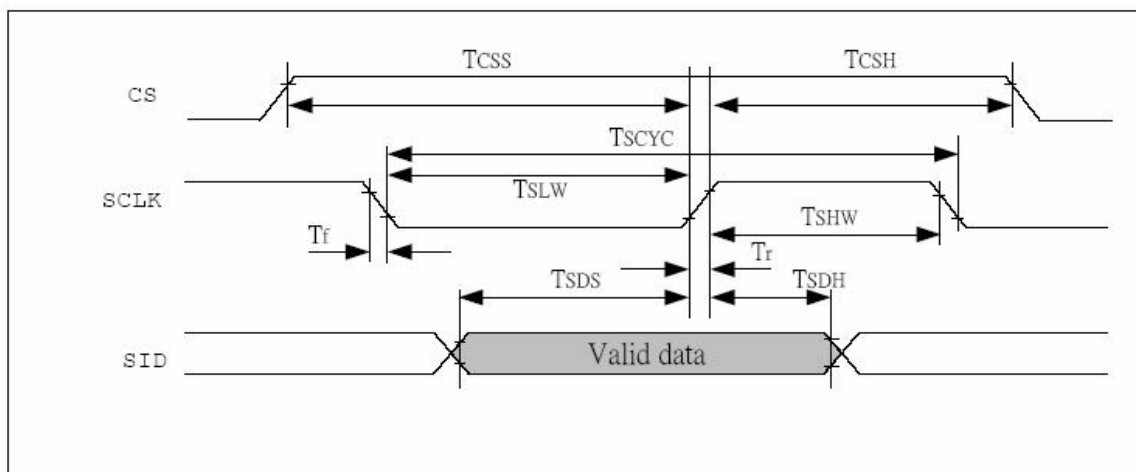 TCSS TCSH
CS
TSCYC
TSLW
SCLK
TSHW
Tf Tr
TSDS TSDH
SID Valid data